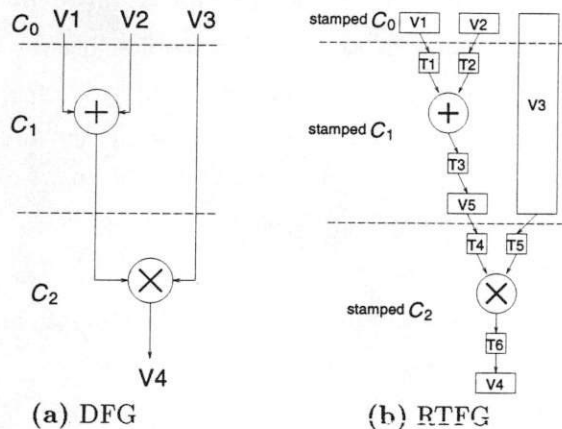 C0 V1 V2 V3
C1
+
C2
×
V4
(a) DFG
stamped C0 V1 V2
T1 T2
V3
stamped C1
+
T3
V5
T4 T5
stamped C2
×
T6
V4
(b) RTFG